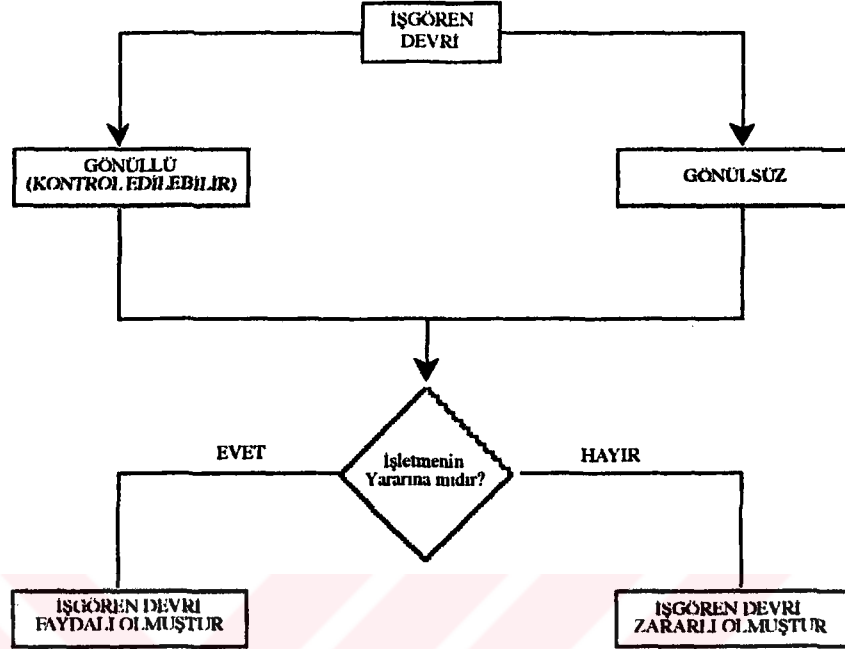 İŞGÖREN
DEVRİ
GÖNÜLLÜ
(KONTROL EDİLEBİLİR)
GÖNÜLSÜZ
İşletmenin
Yararına mıdır?
EVET
HAYIR
İŞGÖREN DEVRİ
FAYDALI OLMUŞTUR
İŞGÖREN DEVRİ
ZARARLI OLMUŞTUR